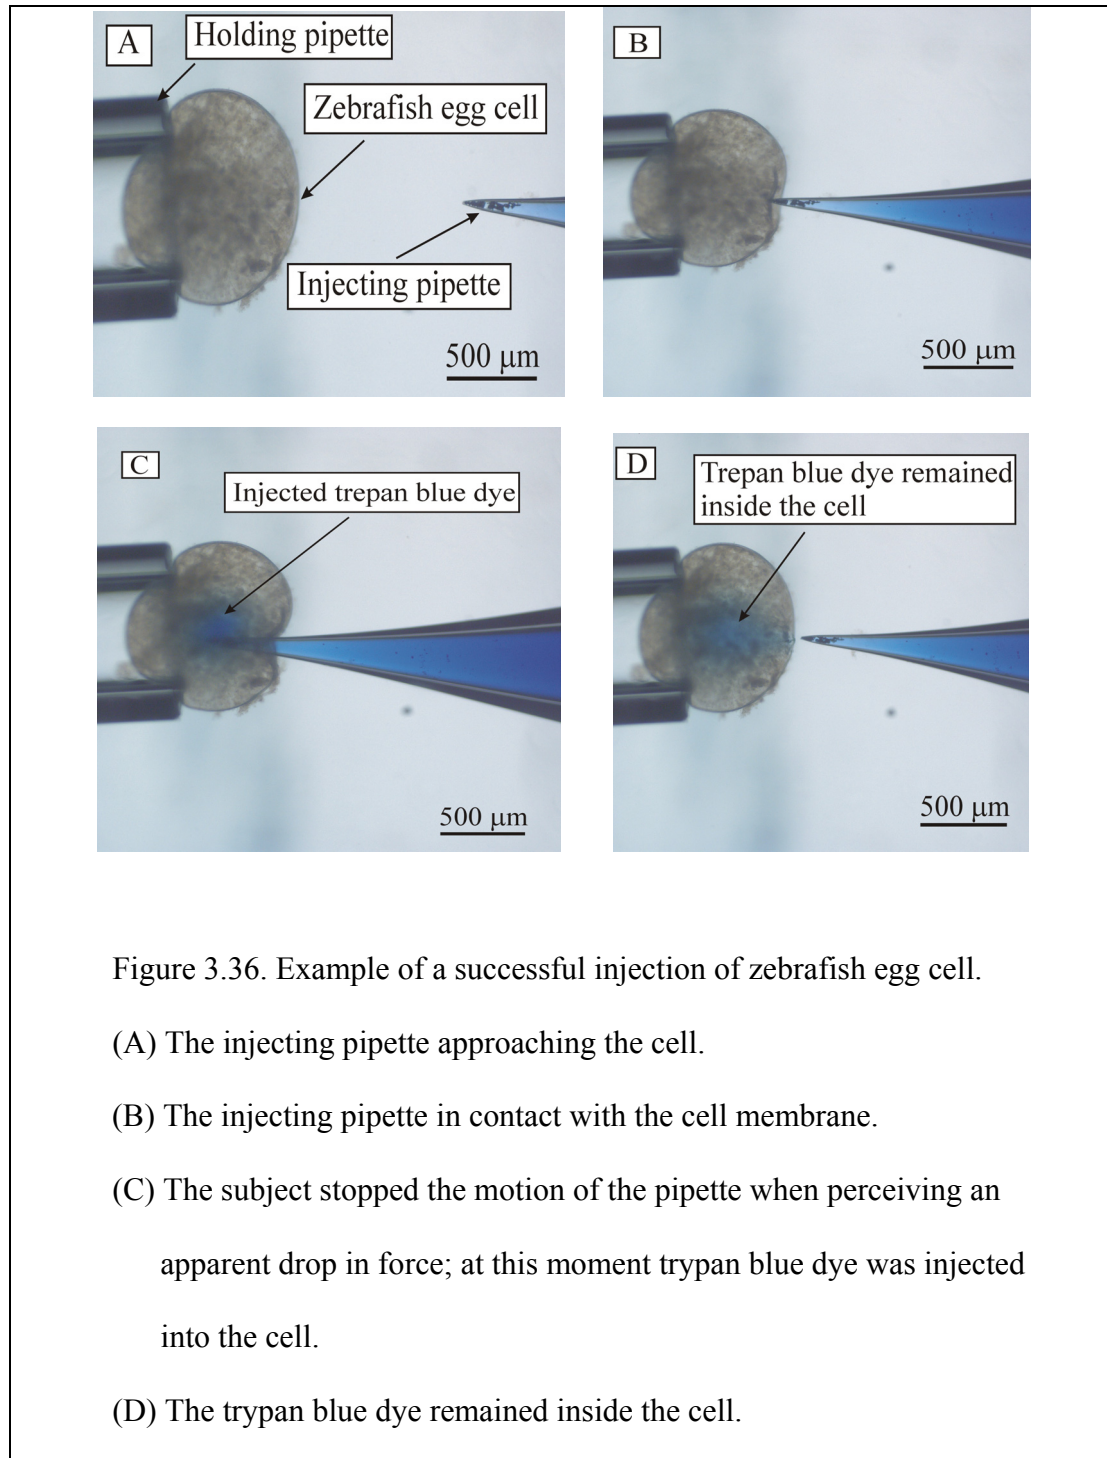 A
Holding pipette
Zebrafish egg cell
Injecting pipette
500 μm
B
500 μm
C
Injected trepan blue dye
500 μm
D
Trepan blue dye remained
inside the cell
500 μm
Figure 3.36. Example of a successful injection of zebrafish egg cell.
(A) The injecting pipette approaching the cell.
(B) The injecting pipette in contact with the cell membrane.
(C) The subject stopped the motion of the pipette when perceiving an
apparent drop in force; at this moment trypan blue dye was injected
into the cell.
(D) The trypan blue dye remained inside the cell.